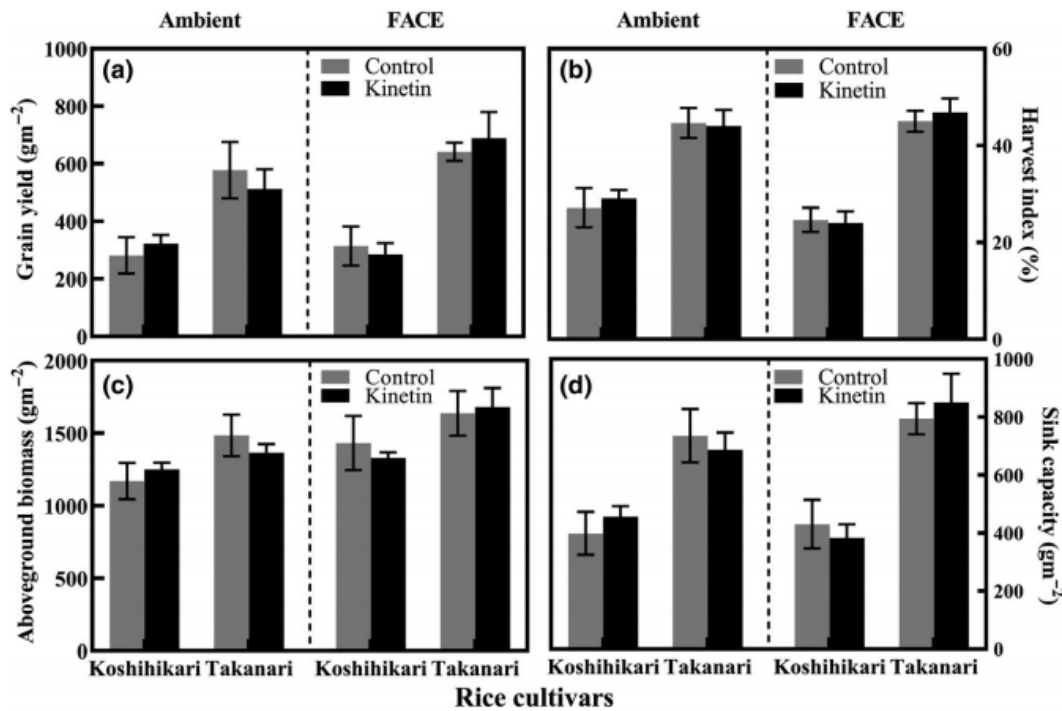 Ambient FACE Ambient FACE
(a)
Control
Kinetin
Grain yield (gm⁻²)
1000
800
600
400
200
0
(b)
Control
Kinetin
Harvest index (%)
60
40
20
0
(c)
Control
Kinetin
Aboveground biomass (gm⁻²)
2000
1500
1000
500
0
(d)
Control
Kinetin
Sink capacity (gm⁻²)
1000
800
600
400
200
0
Koshihikari Takanari Koshihikari Takanari Koshihikari Takanari Koshihikari Takanari
Rice cultivars